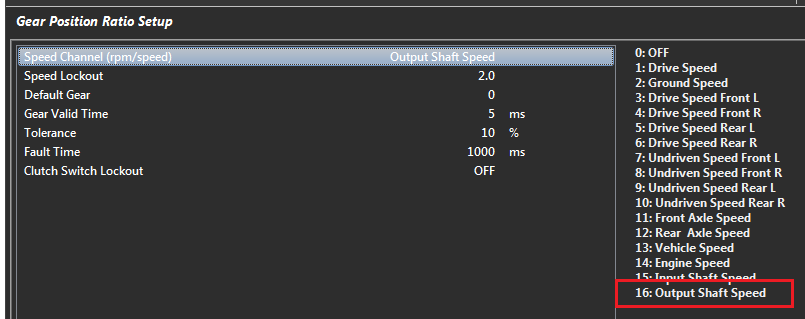 Gear Position Ratio Setup
Speed Channel (rpm/speed) Output Shaft Speed
Speed Lockout 2.0
Default Gear 0
Gear Valid Time 5 ms
Tolerance 10 %
Fault Time 1000 ms
Clutch Switch Lockout OFF
0: OFF
1: Drive Speed
2: Ground Speed
3: Drive Speed Front L
4: Drive Speed Front R
5: Drive Speed Rear L
6: Drive Speed Rear R
7: Undriven Speed Front L
8: Undriven Speed Front R
9: Undriven Speed Rear L
10: Undriven Speed Rear R
11: Front Axle Speed
12: Rear Axle Speed
13: Vehicle Speed
14: Engine Speed
15: Input Shaft Speed
16: Output Shaft Speed